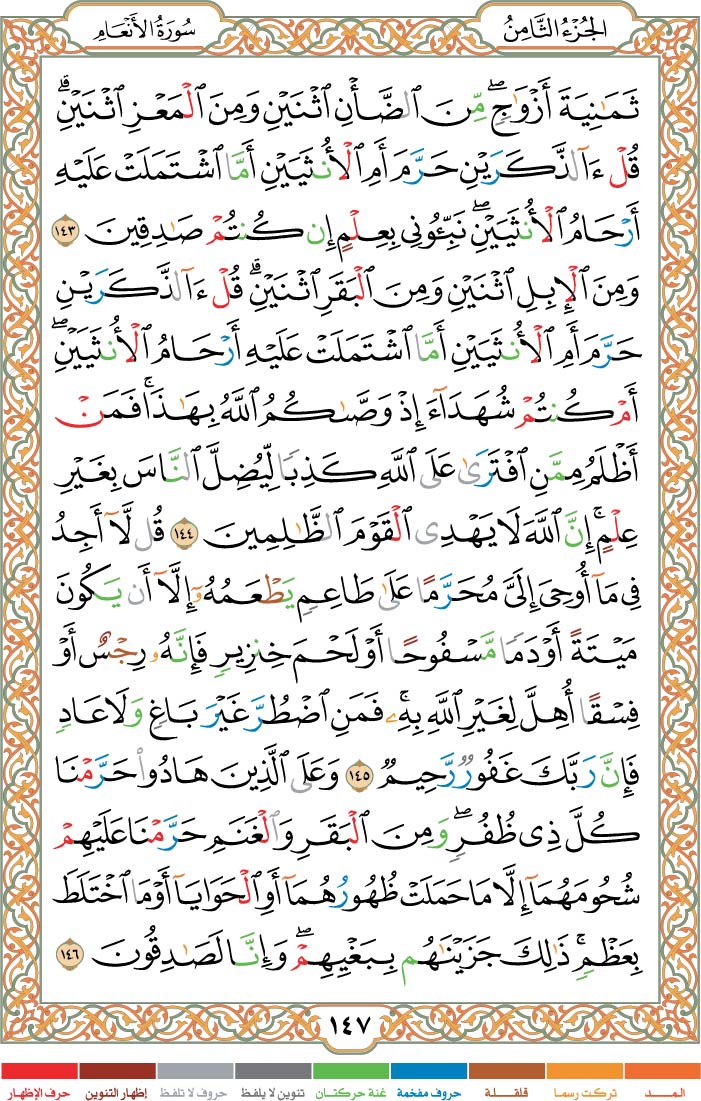 الجُزْءُ الثَّامِنُ
سُورَةُ الأَنْعَامِ
ثَمَٰنِيَةَ أَزْوَٰجٍۖ مِّنَ ٱلضَّأْنِ ٱثْنَيْنِ وَمِنَ ٱلْمَعْزِ ٱثْنَيْنِۗ
قُلْ ءَآلذَّكَرَيْنِ حَرَّمَ أَمِ ٱلْأُنثَيَيْنِ أَمَّا ٱشْتَمَلَتْ عَلَيْهِ
أَرْحَامُ ٱلْأُنثَيَيْنِۖ نَبِّـُٔونِى بِعِلْمٍ إِن كُنتُمْ صَٰدِقِينَ ١٤٣
وَمِنَ ٱلْإِبِلِ ٱثْنَيْنِ وَمِنَ ٱلْبَقَرِ ٱثْنَيْنِۗ قُلْ ءَآلذَّكَرَيْنِ
حَرَّمَ أَمِ ٱلْأُنثَيَيْنِ أَمَّا ٱشْتَمَلَتْ عَلَيْهِ أَرْحَامُ ٱلْأُنثَيَيْنِۖ
أَمْ كُنتُمْ شُهَدَآءَ إِذْ وَصَّىٰكُمُ ٱللَّهُ بِهَٰذَاۚ فَمَنْ
أَظْلَمُ مِمَّنِ ٱفْتَرَىٰ عَلَى ٱللَّهِ كَذِبًا لِّيُضِلَّ ٱلنَّاسَ بِغَيْرِ
عِلْمٍۚ إِنَّ ٱللَّهَ لَا يَهْدِى ٱلْقَوْمَ ٱلظَّٰلِمِينَ ١٤٤ قُل لَّآ أَجِدُ
فِى مَآ أُوحِىَ إِلَىَّ مُحَرَّمًا عَلَىٰ طَاعِمٍ يَطْعَمُهُۥٓ إِلَّآ أَن يَكُونَ
مَيْتَةً أَوْ دَمًا مَّسْفُوحًا أَوْ لَحْمَ خِنزِيرٍ فَإِنَّهُۥ رِجْسٌ أَوْ
فِسْقًا أُهِلَّ لِغَيْرِ ٱللَّهِ بِهِۦۚ فَمَنِ ٱضْطُرَّ غَيْرَ بَاغٍ وَلَا عَادٍ
فَإِنَّ رَبَّكَ غَفُورٌ رَّحِيمٌ ١٤٥ وَعَلَى ٱلَّذِينَ هَادُوا۟ حَرَّمْنَا
كُلَّ ذِى ظُفُرٍۖ وَمِنَ ٱلْبَقَرِ وَٱلْغَنَمِ حَرَّمْنَا عَلَيْهِمْ
شُحُومَهُمَآ إِلَّا مَا حَمَلَتْ ظُهُورُهُمَآ أَوِ ٱلْحَوَايَآ أَوْ مَا ٱخْتَلَطَ
بِعَظْمٍۚ ذَٰلِكَ جَزَيْنَٰهُم بِبَغْيِهِمْۖ وَإِنَّا لَصَٰدِقُونَ ١٤٦
١٤٧
المــد تركت رسما قلقلة حروف مفخمة غنة حركتان تنوين لا يلفظ حروف لا تلفظ إظهار التنوين حرف الإظهار